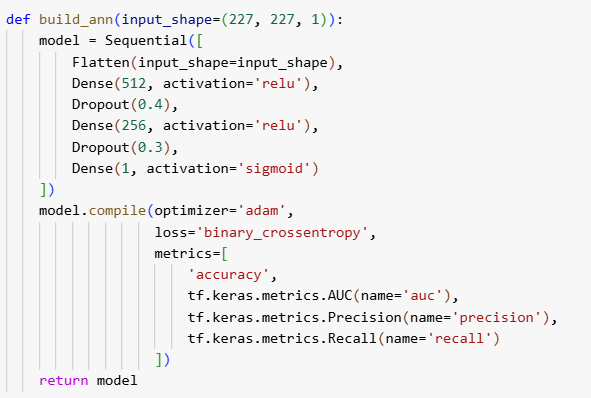 def build_ann(input_shape=(227, 227, 1)):
    model = Sequential([
        Flatten(input_shape=input_shape),
        Dense(512, activation='relu'),
        Dropout(0.4),
        Dense(256, activation='relu'),
        Dropout(0.3),
        Dense(1, activation='sigmoid')
    ])
    model.compile(optimizer='adam',
                  loss='binary_crossentropy',
                  metrics=[
                      'accuracy',
                      tf.keras.metrics.AUC(name='auc'),
                      tf.keras.metrics.Precision(name='precision'),
                      tf.keras.metrics.Recall(name='recall')
                  ])
    return model